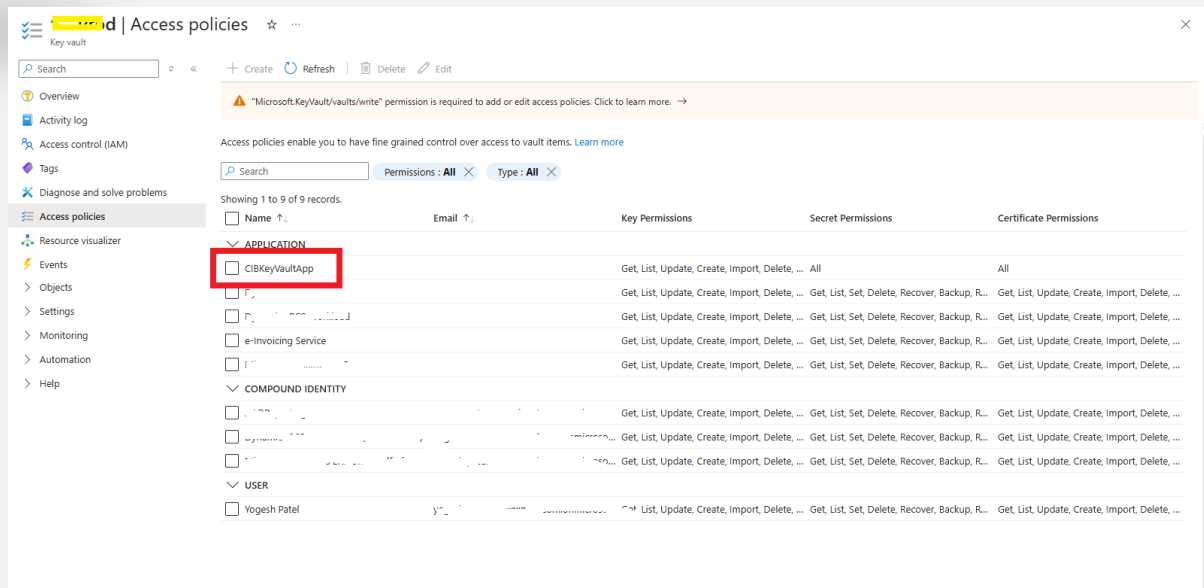 | Access policies
Key vault
Search
Overview
Activity log
Access control (IAM)
Tags
Diagnose and solve problems
Access policies
Resource visualizer
Events
Objects
Settings
Monitoring
Automation
Help
Create Refresh Delete Edit
"Microsoft.KeyVault/vaults/write" permission is required to add or edit access policies. Click to learn more. →
Access policies enable you to have fine grained control over access to vault items. Learn more
Search Permissions : All Type : All
Showing 1 to 9 of 9 records.
Name ↑↓ Email ↑↓ Key Permissions Secret Permissions Certificate Permissions
APPLICATION
CIBKeyVaultApp Get, List, Update, Create, Import, Delete, ... All All
Get, List, Update, Create, Import, Delete, ... Get, List, Set, Delete, Recover, Backup, R... Get, List, Update, Create, Import, Delete, ...
Get, List, Update, Create, Import, Delete, ... Get, List, Set, Delete, Recover, Backup, R... Get, List, Update, Create, Import, Delete, ...
e-Invoicing Service Get, List, Update, Create, Import, Delete, ... Get, List, Set, Delete, Recover, Backup, R... Get, List, Update, Create, Import, Delete, ...
Get, List, Update, Create, Import, Delete, ... Get, List, Set, Delete, Recover, Backup, R... Get, List, Update, Create, Import, Delete, ...
COMPOUND IDENTITY
Get, List, Update, Create, Import, Delete, ... Get, List, Set, Delete, Recover, Backup, R... Get, List, Update, Create, Import, Delete, ...
Get, List, Update, Create, Import, Delete, ... Get, List, Set, Delete, Recover, Backup, R... Get, List, Update, Create, Import, Delete, ...
Get, List, Update, Create, Import, Delete, ... Get, List, Set, Delete, Recover, Backup, R... Get, List, Update, Create, Import, Delete, ...
USER
Yogesh Patel Get, List, Update, Create, Import, Delete, ... Get, List, Set, Delete, Recover, Backup, R... Get, List, Update, Create, Import, Delete, ...